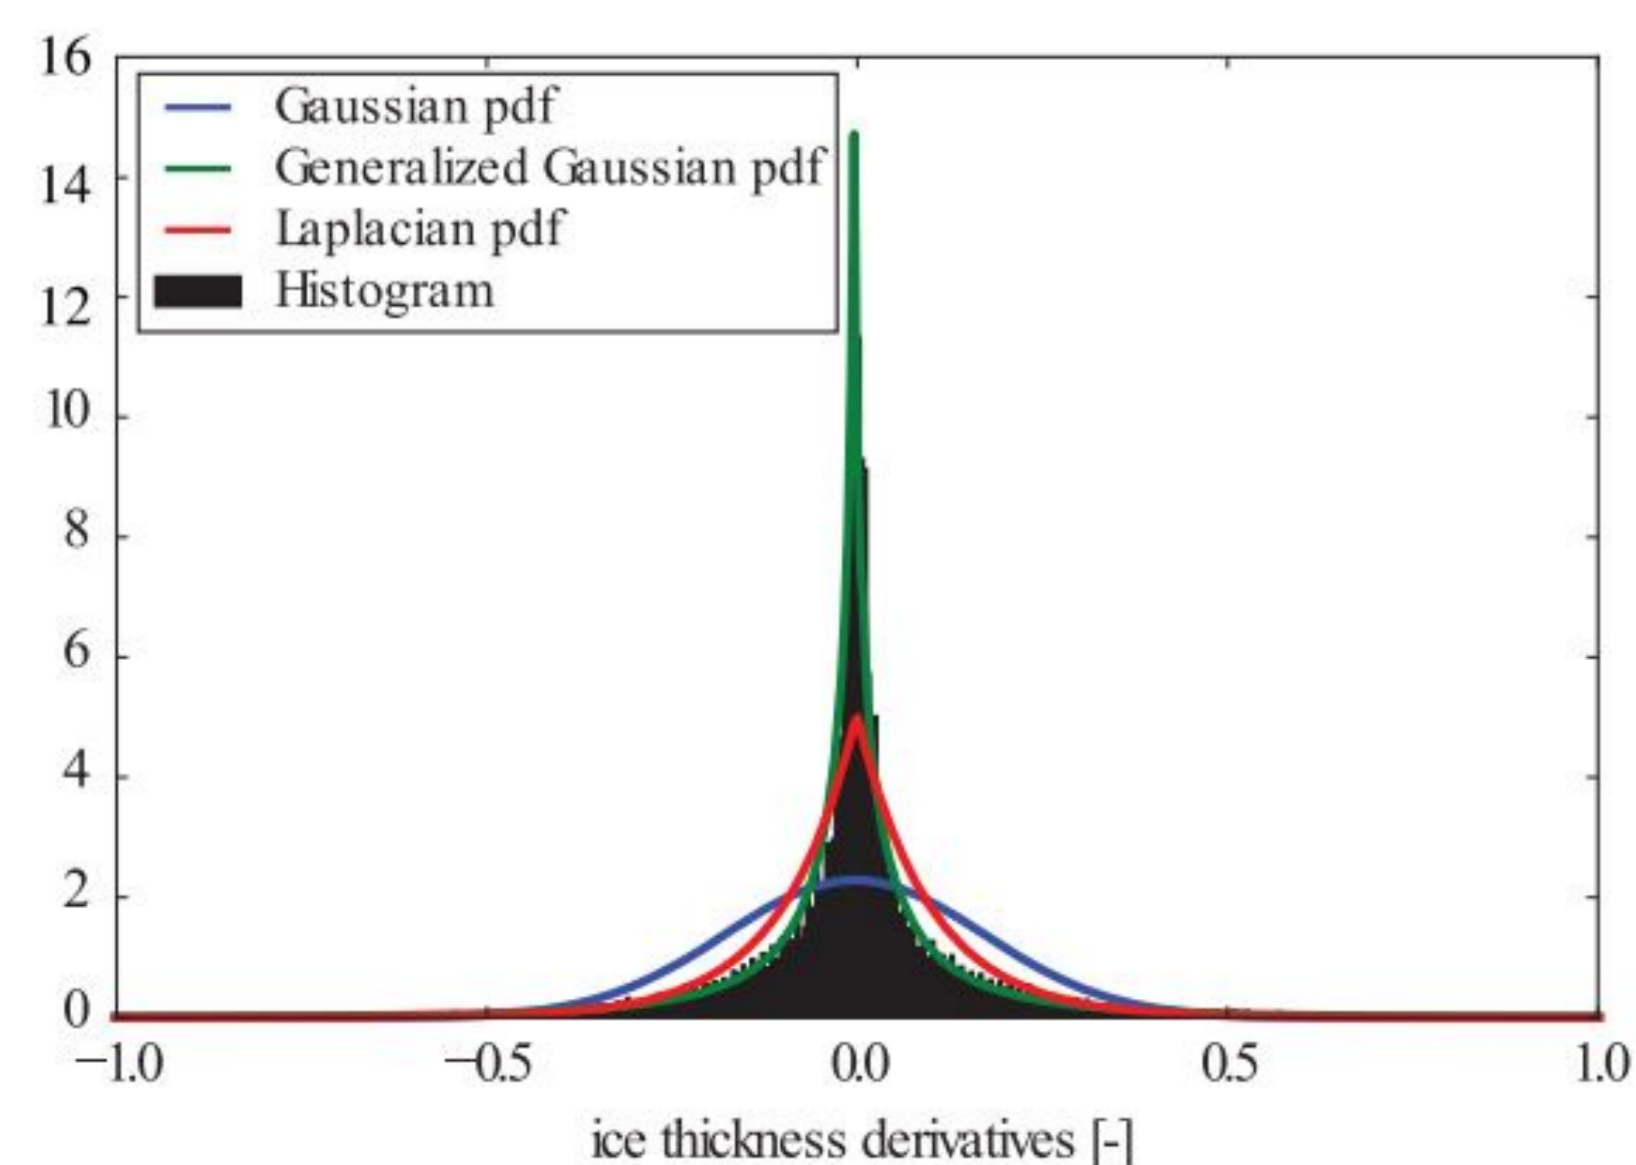 16
14
12
10
8
6
4
2
0
Gaussian pdf
Generalized Gaussian pdf
Laplacian pdf
Histogram
−1.0 −0.5 0.0 0.5 1.0
ice thickness derivatives [-]